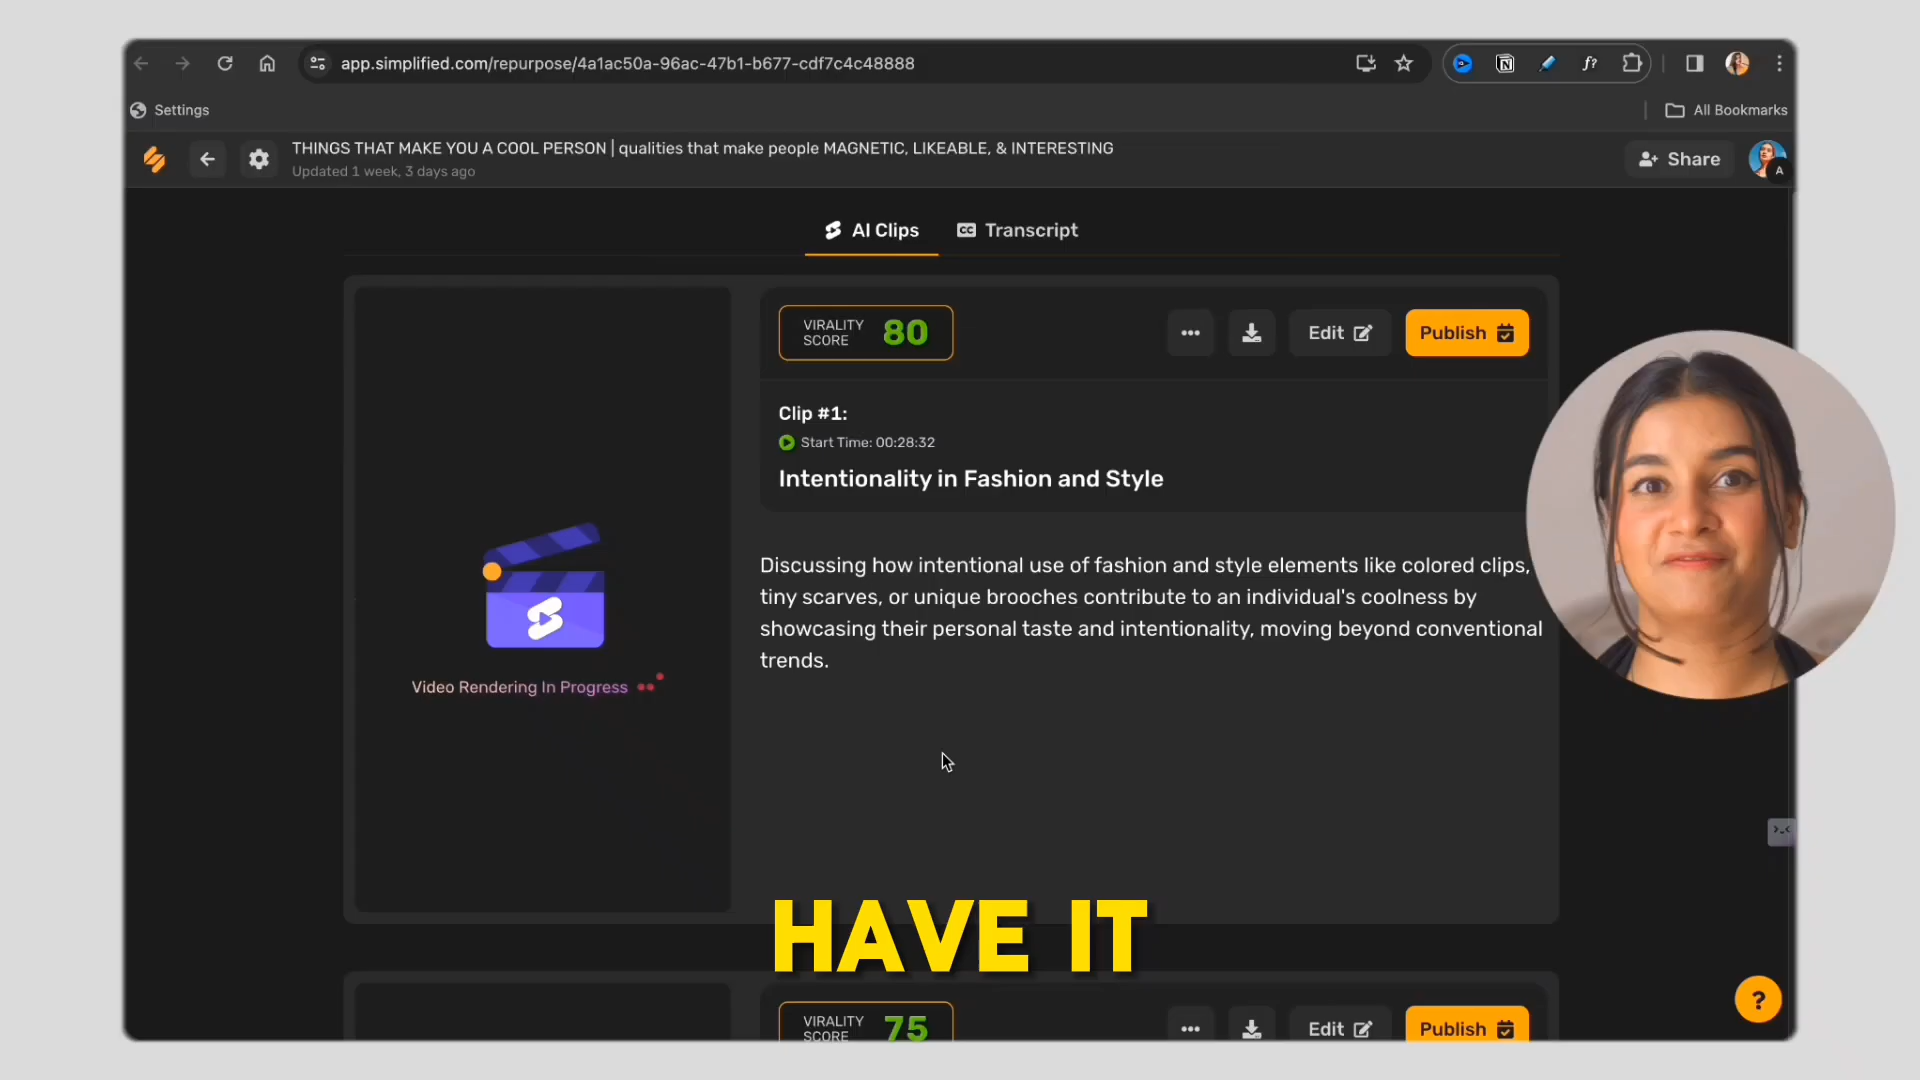 app.simplified.com/repurpose/4a1ac50a-96ac-47b1-b677-cdf7c4c48888
Settings
All Bookmarks
THINGS THAT MAKE YOU A COOL PERSON | qualities that make people MAGNETIC, LIKEABLE, & INTERESTING
Updated 1 week, 3 days ago
Share
A
AI Clips
CC Transcript
VIRALITY
SCORE
80
Edit
Publish
Clip #1:
Start Time: 00:28:32
Intentionality in Fashion and Style
Discussing how intentional use of fashion and style elements like colored clips,
tiny scarves, or unique brooches contribute to an individual's coolness by
showcasing their personal taste and intentionality, moving beyond conventional
trends.
Video Rendering In Progress
HAVE IT
VIRALITY
SCORE
75
Edit
Publish
?